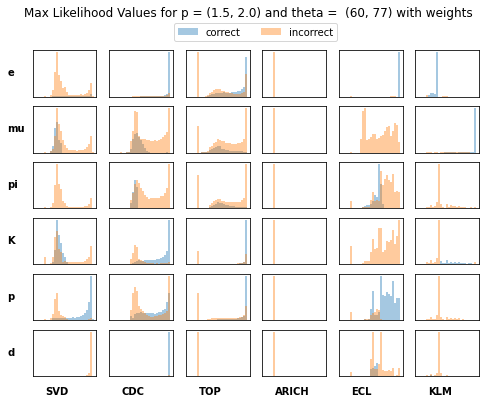 Max Likelihood Values for p = (1.5, 2.0) and theta =  (60, 77) with weights
correct incorrect
e
mu
pi
K
p
d
SVD CDC TOP ARICH ECL KLM